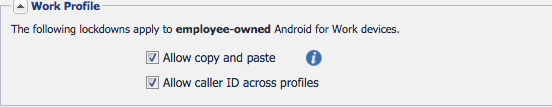 Work Profile
The following lockdowns apply to employee-owned Android for Work devices.
Allow copy and paste
Allow caller ID across profiles